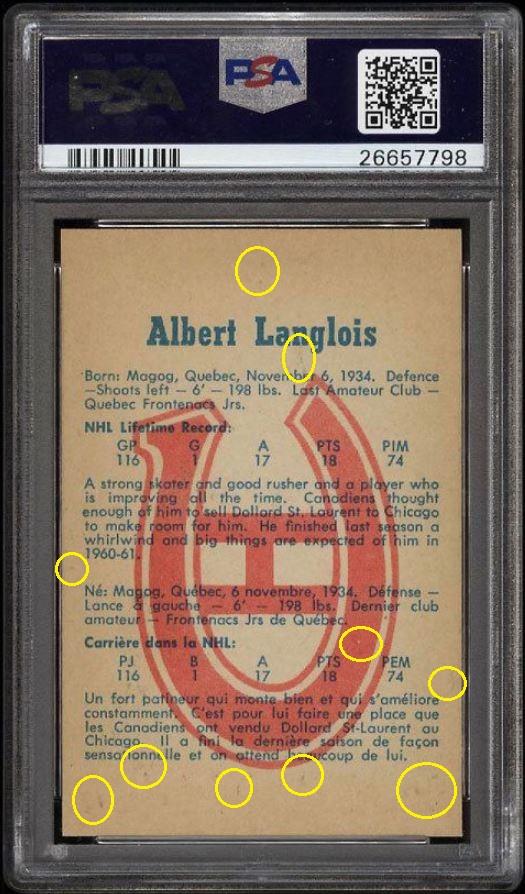 PSA
PSA
26657798
Albert Langlois
Born: Magog, Quebec, November 6, 1934. Defence
—Shoots left — 6' — 198 lbs. Last Amateur Club —
Quebec Frontenacs Jrs.
NHL Lifetime Record:
GP G A PTS PIM
116 1 17 18 74
A strong skater and good rusher and a player who
is improving all the time. Canadiens thought
enough of him to sell Dollard St. Laurent to Chicago
to make room for him. He finished last season a
whirlwind and big things are expected of him in
1960-61.
Né: Magog, Québec, 6 novembre, 1934. Défense —
Lance à gauche — 6' — 198 lbs. Dernier club
amateur — Frontenacs Jrs de Québec.
Carrière dans la NHL:
PJ B A PTS PEM
116 1 17 18 74
Un fort patineur qui monte bien et qui s'améliore
constamment. C'est pour lui faire une place que
les Canadiens ont vendu Dollard St-Laurent au
Chicago. Il a fini la dernière saison de façon
sensationnelle et on attend beaucoup de lui.